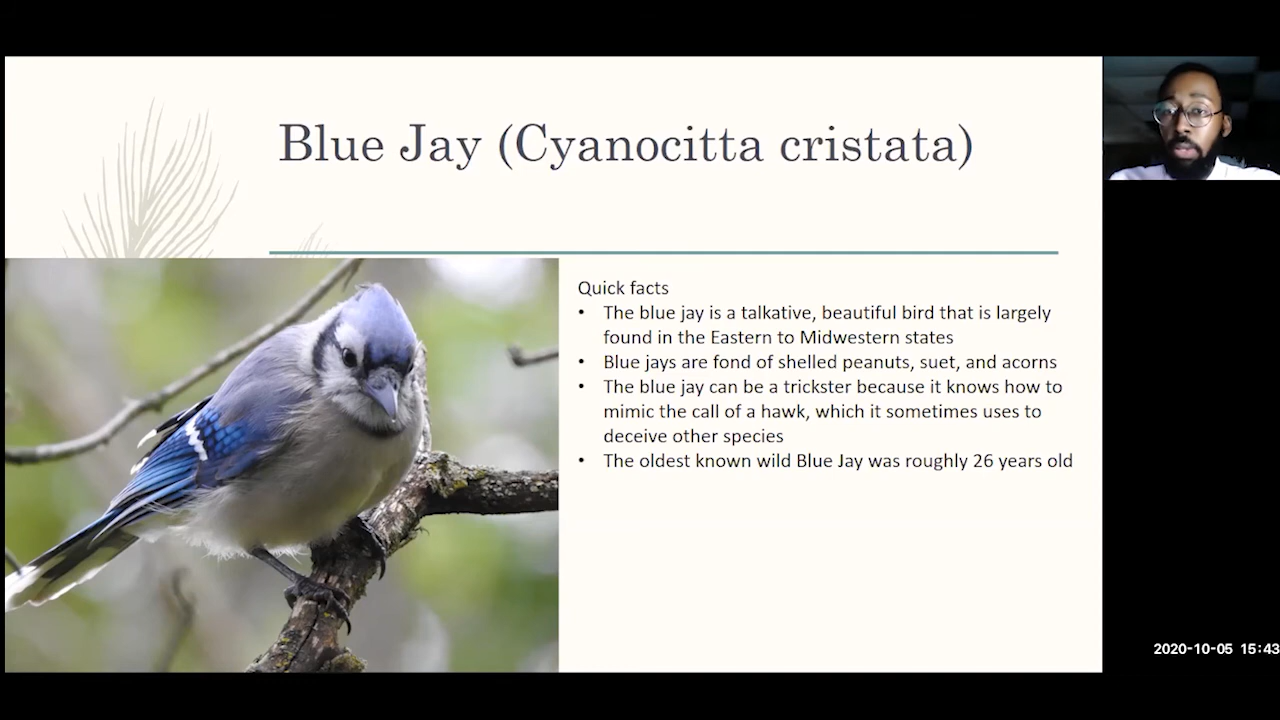 Blue Jay (Cyanocitta cristata)
Quick facts
• The blue jay is a talkative, beautiful bird that is largely
found in the Eastern to Midwestern states
• Blue jays are fond of shelled peanuts, suet, and acorns
• The blue jay can be a trickster because it knows how to
mimic the call of a hawk, which it sometimes uses to
deceive other species
• The oldest known wild Blue Jay was roughly 26 years old
2020-10-05 15:43